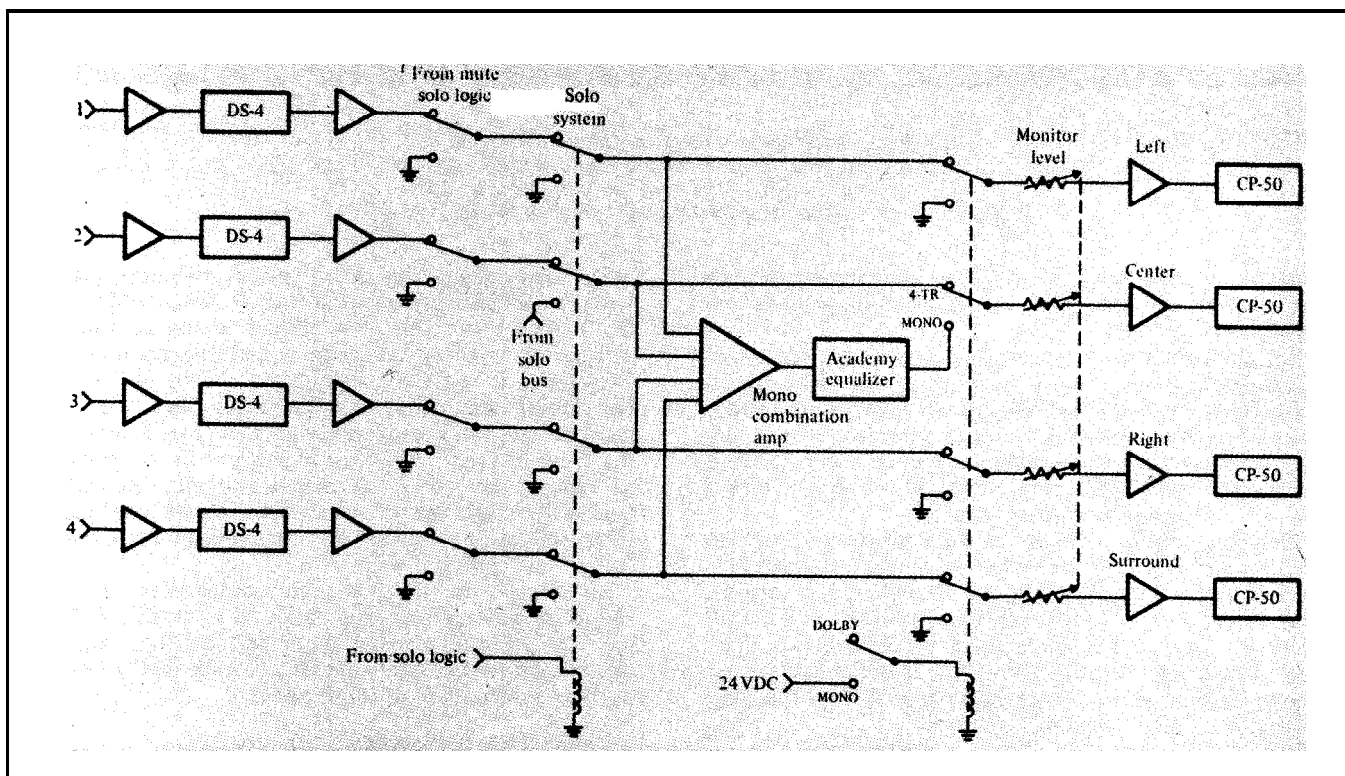 From mute
solo logic
Solo
system
Monitor
level
Left
1
DS-4
CP-50
2
DS-4
Center
4-TR
CP-50
MONO
From
solo
bus
Academy
equalizer
Mono
combination
amp
3
DS-4
Right
CP-50
4
DS-4
Surround
CP-50
DOLBY
From solo logic
24 VDC
MONO